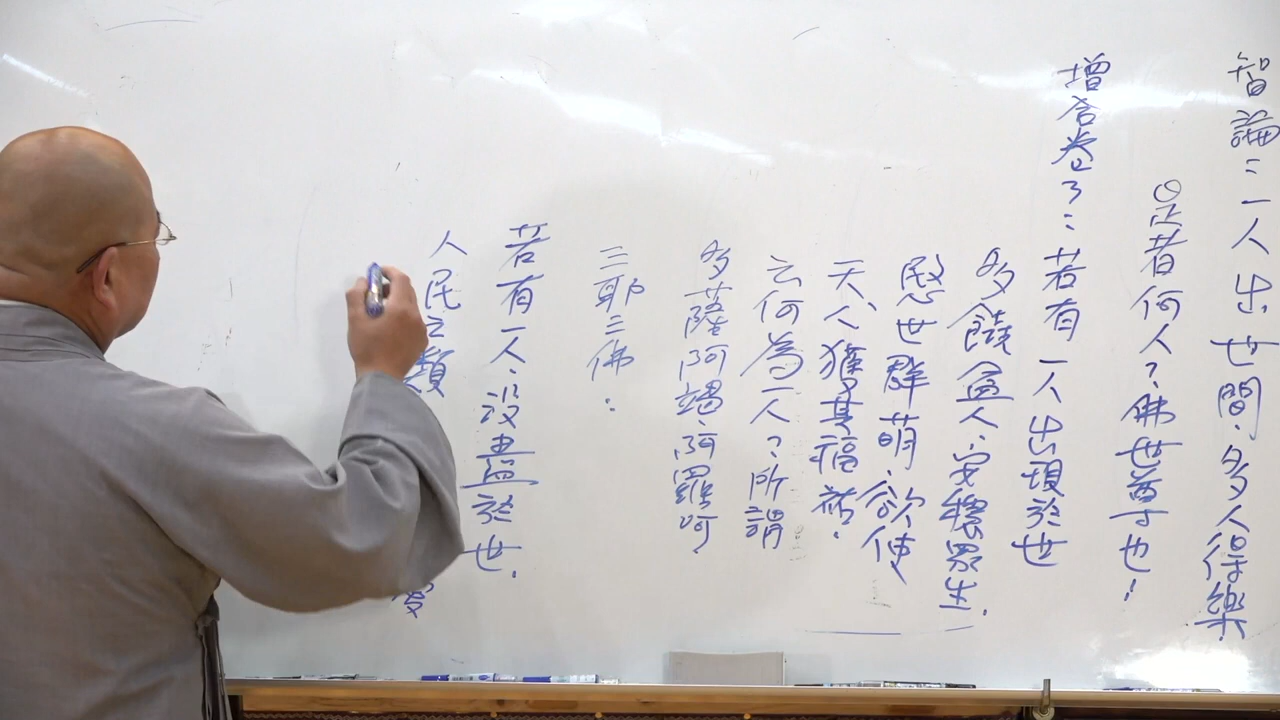 智論：一人出世間，多人得樂
是者何人？佛世尊也！
增含卷3：若有一人出現於世
多饒益人，安穩眾生．
愍世群萌，欲使
天、人獲其福祐．
云何為一人？所謂
多薩阿竭、阿羅呵
三耶三佛．
若有一人，沒盡於世．
人民之類